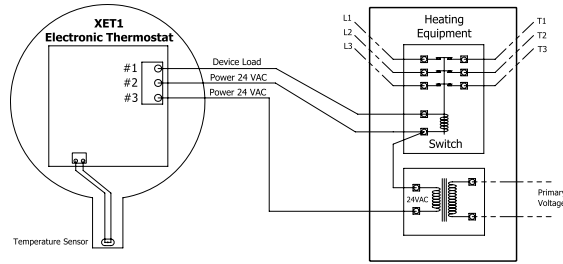 XET1
Electronic Thermostat
#1
#2
#3
Temperature Sensor
Device Load
Power 24 VAC
Power 24 VAC
Heating
Equipment
L1
L2
L3
T1
T2
T3
Switch
24VAC
Primary
Voltage